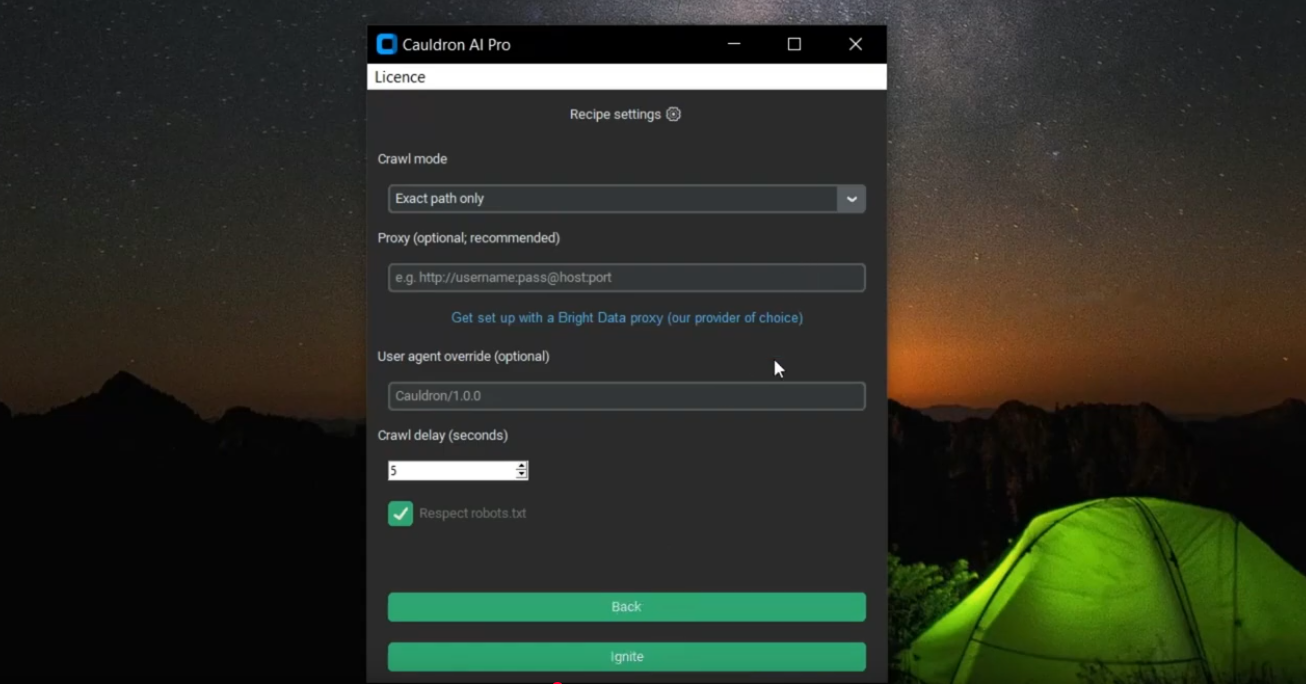 Cauldron AI Pro
Licence
Recipe settings
Crawl mode
Exact path only
Proxy (optional; recommended)
e.g. http://username:pass@host:port
Get set up with a Bright Data proxy (our provider of choice)
User agent override (optional)
Cauldron/1.0.0
Crawl delay (seconds)
5
Respect robots.txt
Back
Ignite